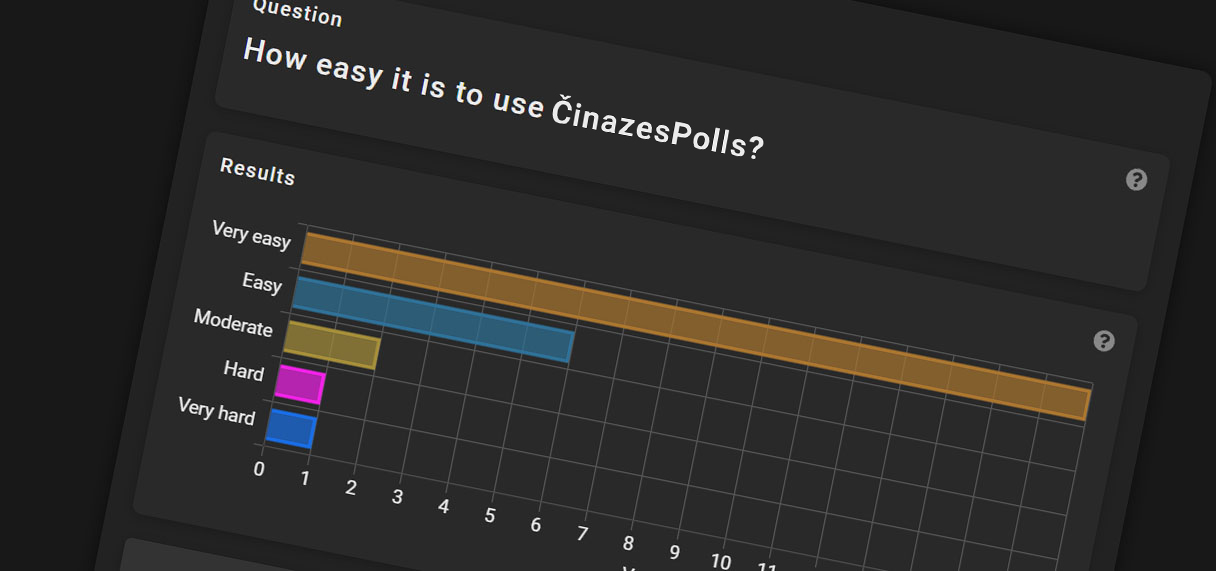 Question
How easy it is to use ČinazesPolls?
Results
Very easy
Easy
Moderate
Hard
Very hard
0 1 2 3 4 5 6 7 8 9 10 11